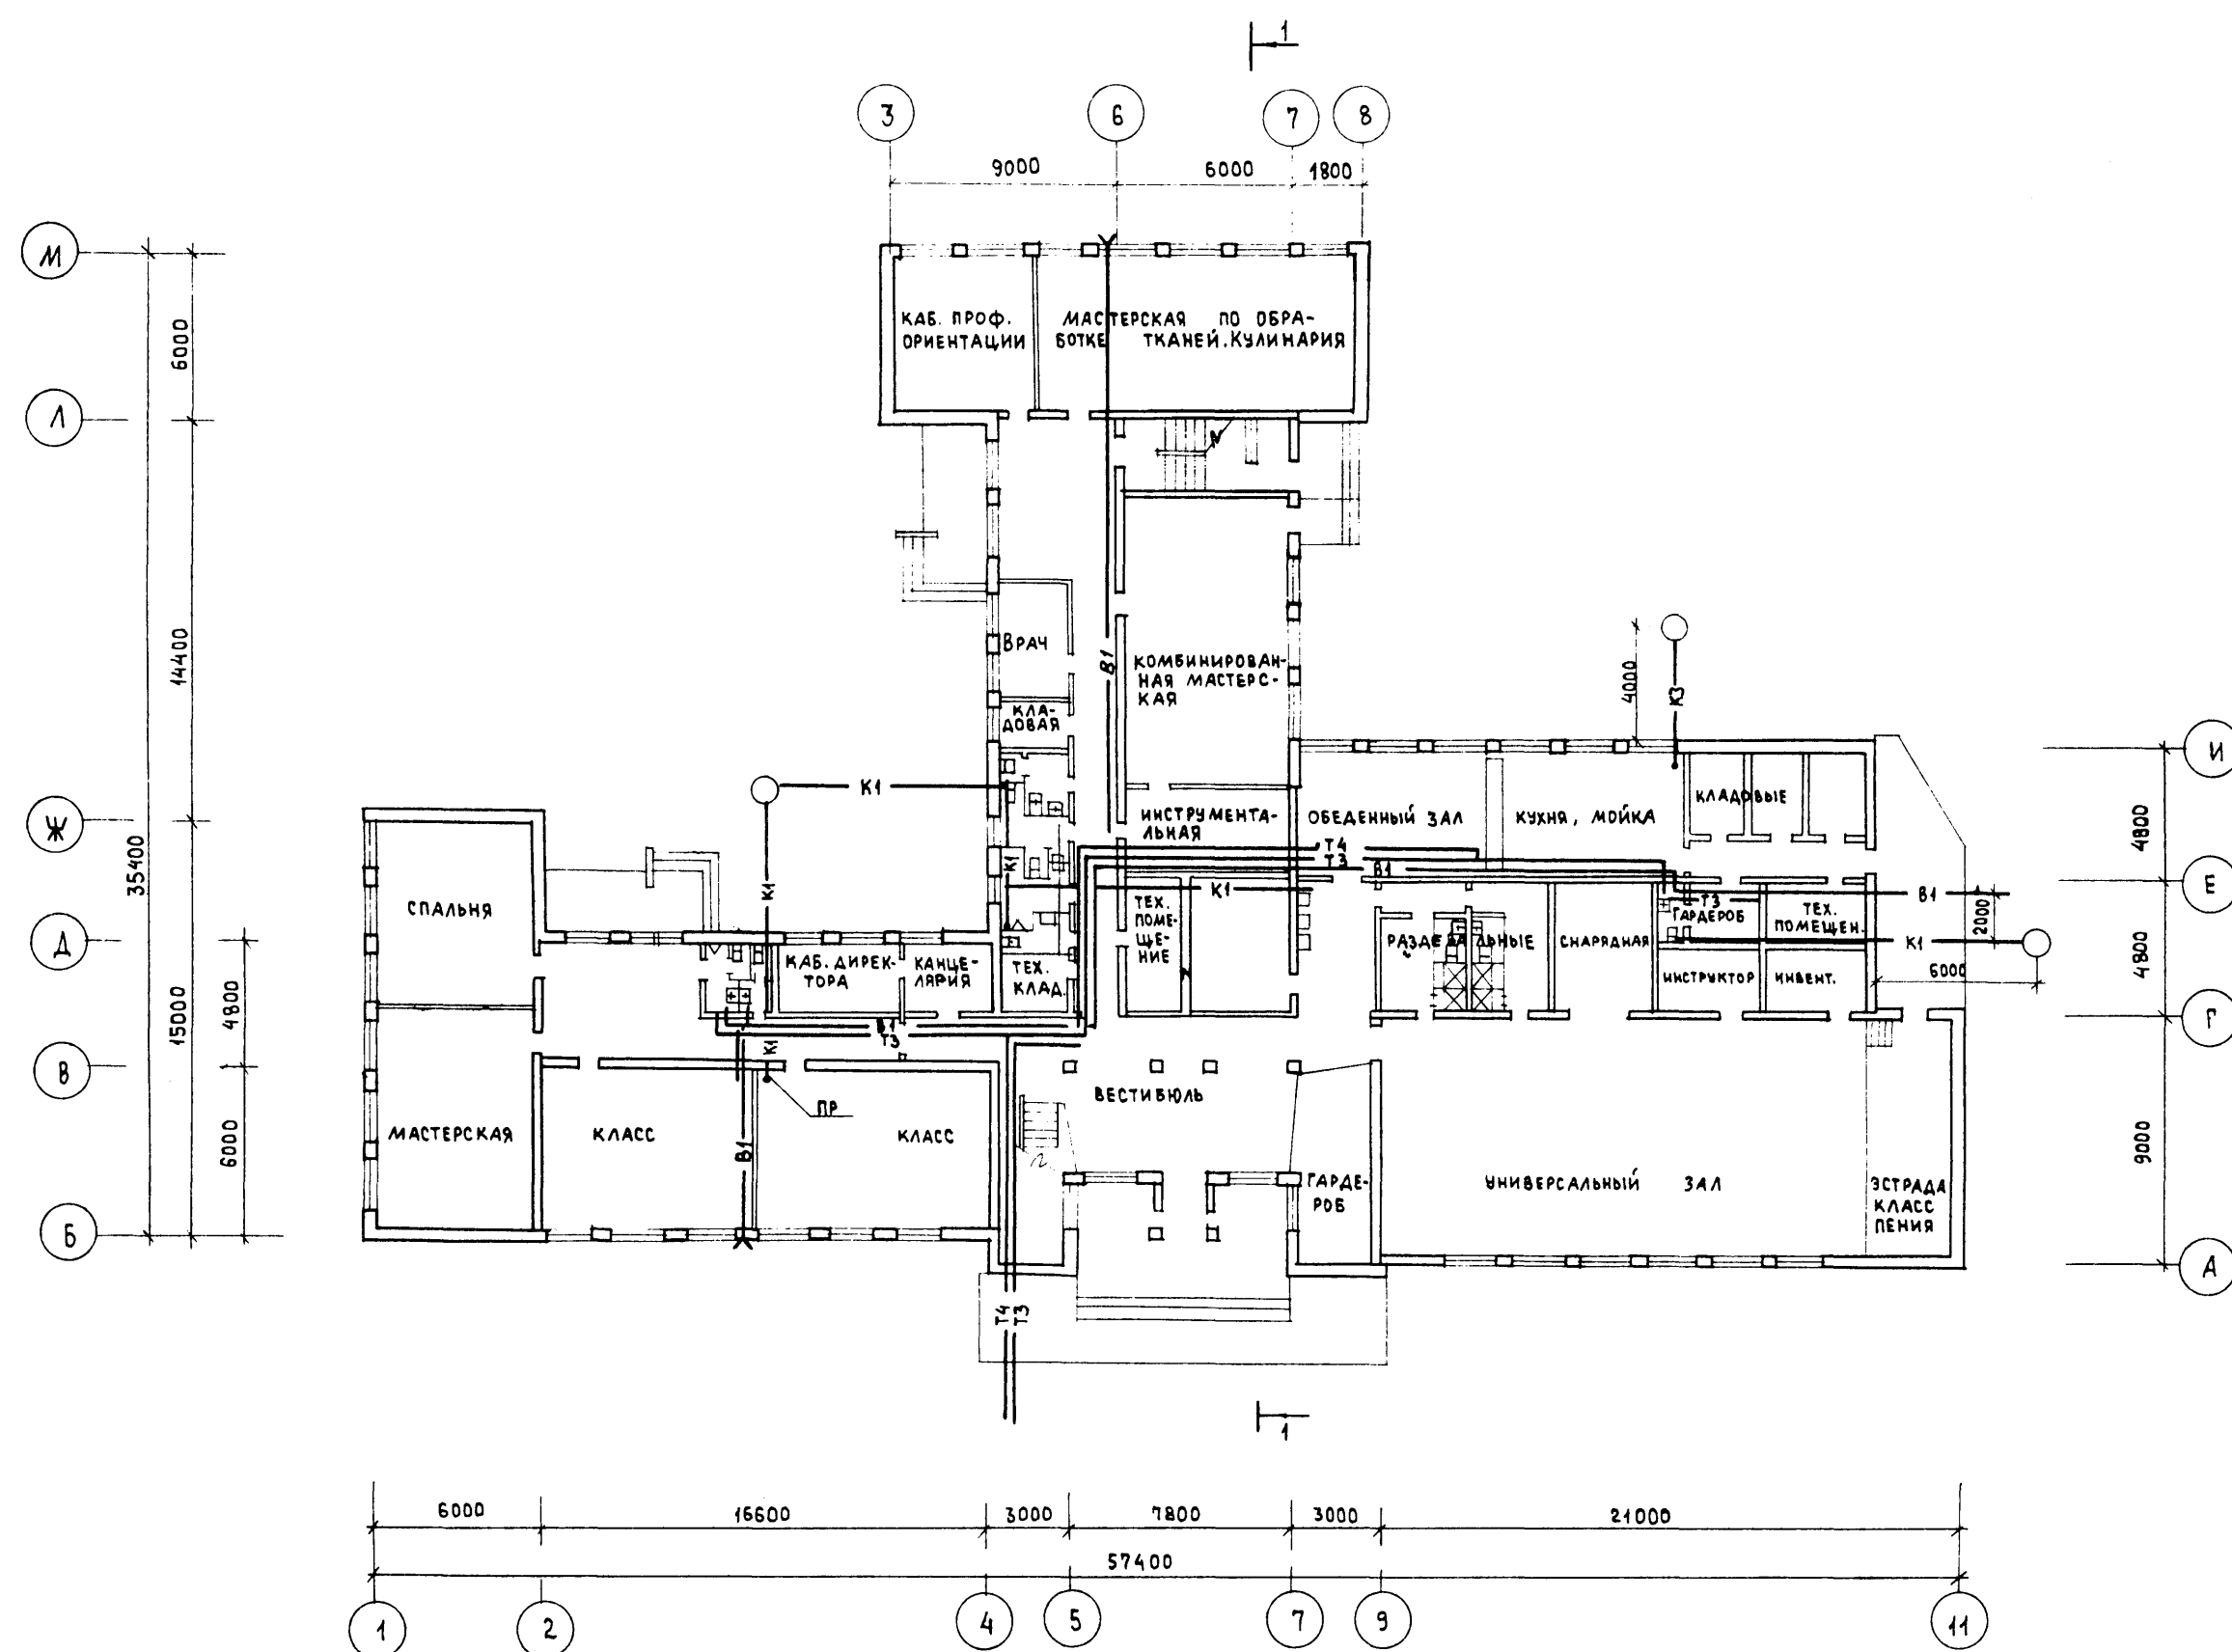 1
3
6
7
8
9000
6000
1800
М
Л
Ж
Д
В
Б
6000
14400
35400
15000
4800
6000
КАБ. ПРОФ.
ОРИЕНТАЦИИ
МАСТЕРСКАЯ ПО ОБРА-
БОТКЕ ТКАНЕЙ. КУЛИНАРИЯ
ВРАЧ
КЛА-
ДОВАЯ
В1
КОМБИНИРОВАН-
НАЯ МАСТЕРС-
КАЯ
ИНСТРУМЕНТА-
ЛЬНАЯ
4000
К3
К1
К1
К1
ОБЕДЕННЫЙ ЗАЛ
КУХНЯ, МОЙКА
КЛАДОВЫЕ
Т4
Т3
В1
К1
СПАЛЬНЯ
КАБ. ДИРЕК-
ТОРА
КАНЦЕ-
ЛЯРИЯ
ТЕХ.
КЛАД.
ТЕХ.
ПОМЕ-
ЩЕ-
НИЕ
РАЗДЕВАЛЬНЫЕ
СНАРЯДНАЯ
Т3
ГАРДЕРОБ
ТЕХ.
ПОМЕЩЕН.
ИНСТРУКТОР
ИНВЕНТ.
В1
2000
К1
6000
И
Е
Г
А
4800
4800
9000
В1
Т3
К1
ПР
В1
МАСТЕРСКАЯ
КЛАСС
КЛАСС
ВЕСТИБЮЛЬ
ГАРДЕ-
РОБ
УНИВЕРСАЛЬНЫЙ ЗАЛ
ЭСТРАДА
КЛАСС
ПЕНИЯ
Т4
Т3
1
6000
16600
3000
7800
3000
21000
57400
1
2
4
5
7
9
11